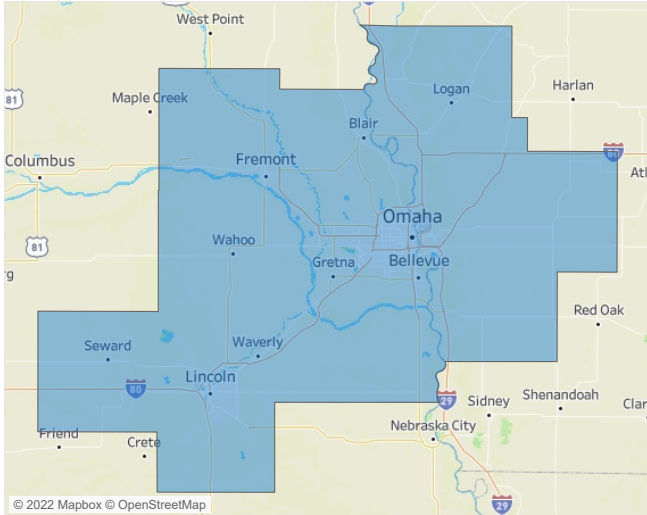 West Point
81
Maple Creek
Logan
Harlan
Blair
80
Columbus
Fremont
Atl
Omaha
81
Wahoo
Gretna
Bellevue
rg
Red Oak
Seward
Waverly
Lincoln
80
29
Sidney
Shenandoah
Clar
Nebraska City
Friend
Crete
29
© 2022 Mapbox © OpenStreetMap